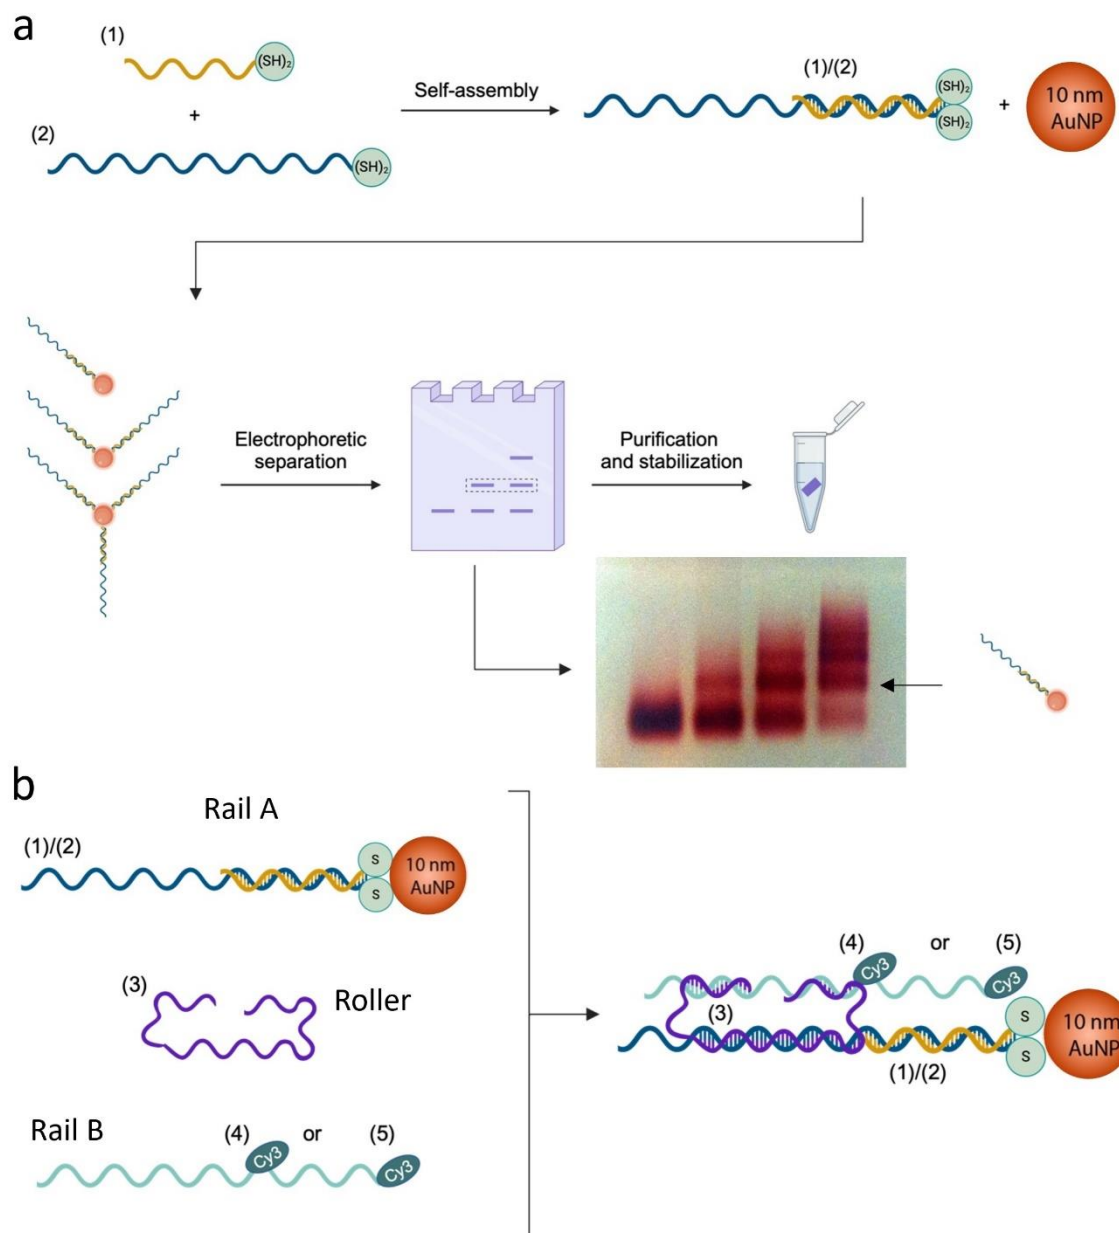 a
(1)
(SH)₂
+
(2)
(SH)₂
Self-assembly
(1)/(2)
(SH)₂
(SH)₂
+
10 nm
AuNP
Electrophoretic
separation
Purification
and stabilization
b
Rail A
(1)/(2)
S
S
10 nm
AuNP
(3)
Roller
Rail B
(4) or (5)
Cy3
Cy3
(4) or (5)
Cy3
Cy3
(3)
S
S
10 nm
AuNP
(1)/(2)